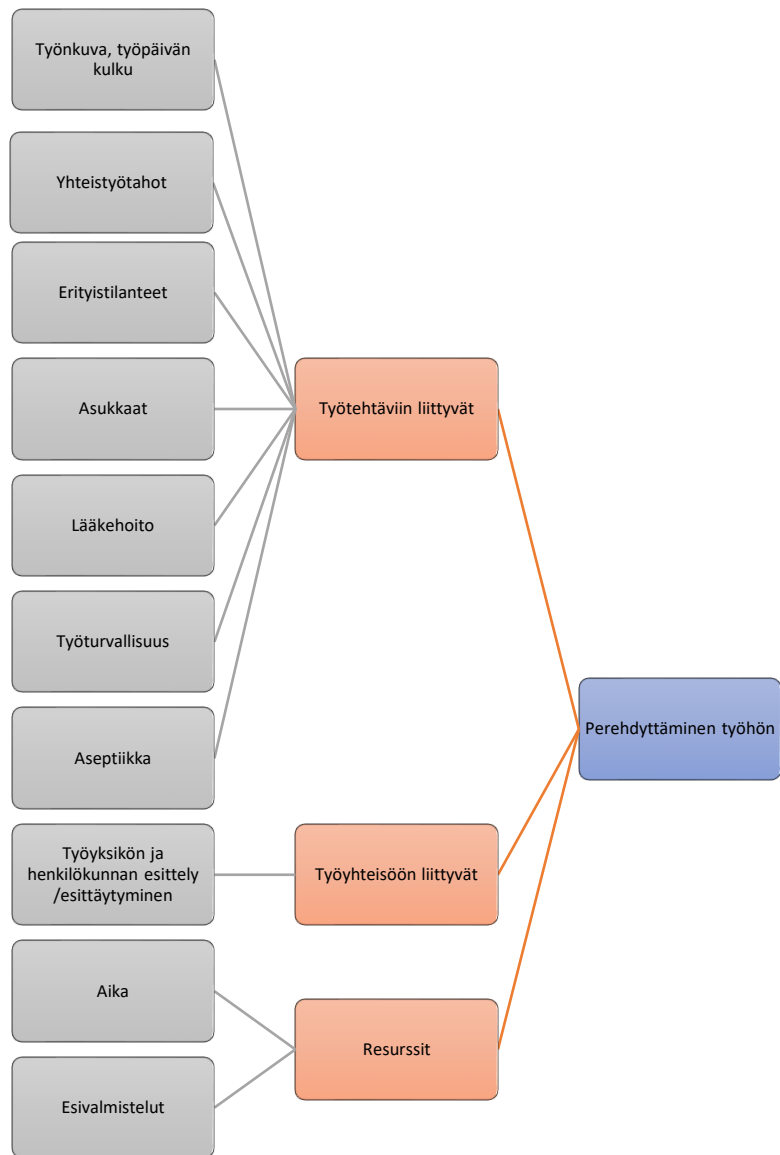 Työnkuva, työpäivän
kulku
Yhteistyötahot
Erityistilanteet
Asukkaat
Lääkehoito
Työturvallisuus
Aseptiikka
Työyksikön ja
henkilökunnan esittely
/esittäytyminen
Aika
Esivalmistelut
Työtehtäviin liittyvät
Työyhteisöön liittyvät
Resurssit
Perehdyttäminen työhön